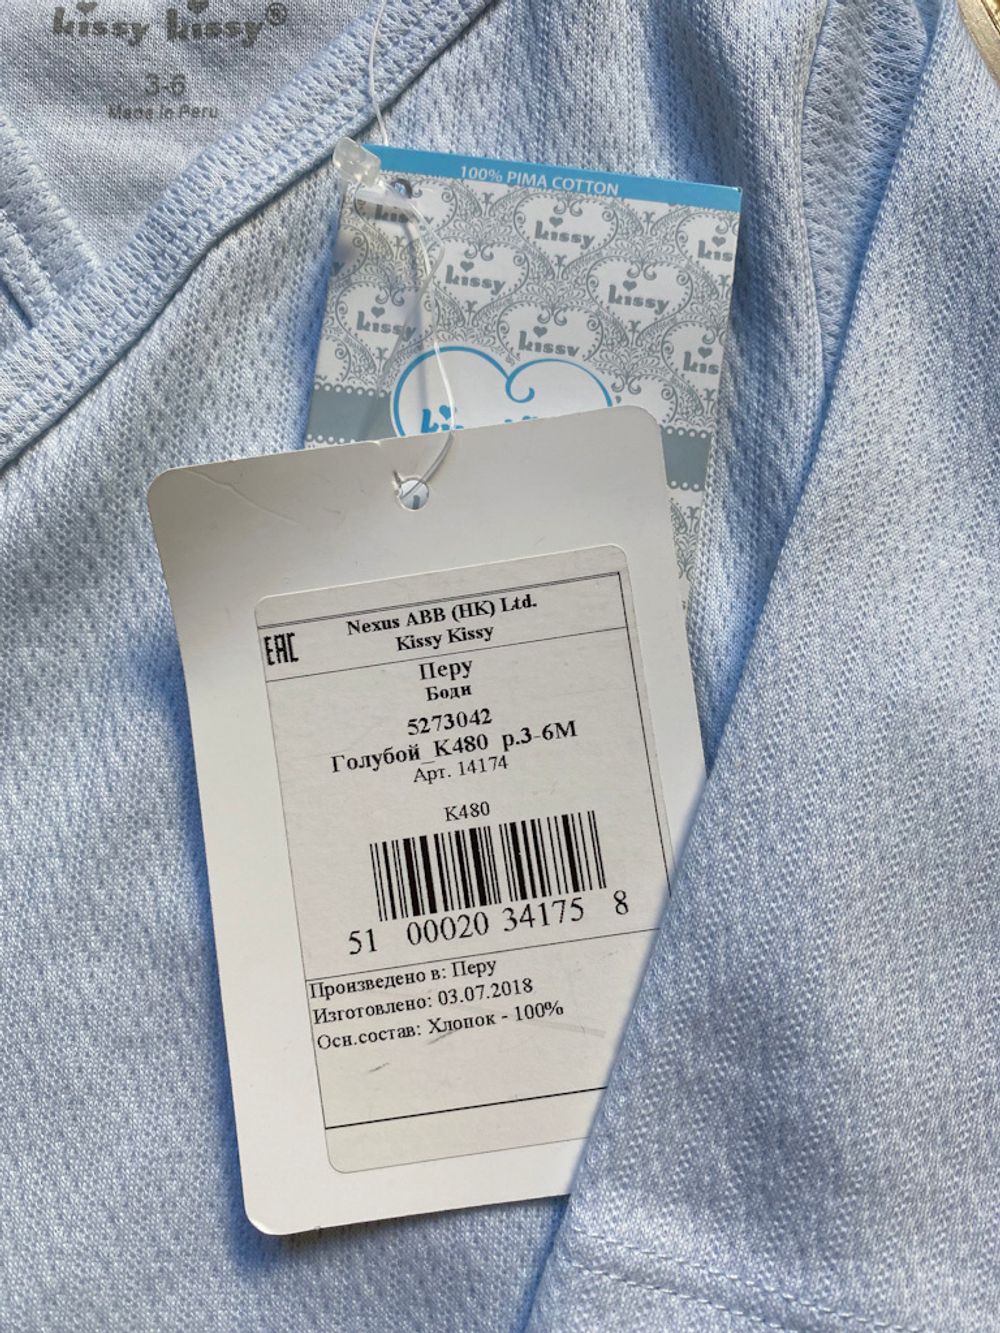 kissy kissy®
3-6
Made in Peru
100% PIMA COTTON
kissy
kissy
kissy
kissy
kissy
Nexus ABB (HK) Ltd.
Kissy Kissy
EAC
Перу
Боди
5273042
Голубой_K480 р.3-6М
Арт. 14174
K480
51 00020 34175 8
Произведено в: Перу
Изготовлено: 03.07.2018
Осн.состав: Хлопок - 100%